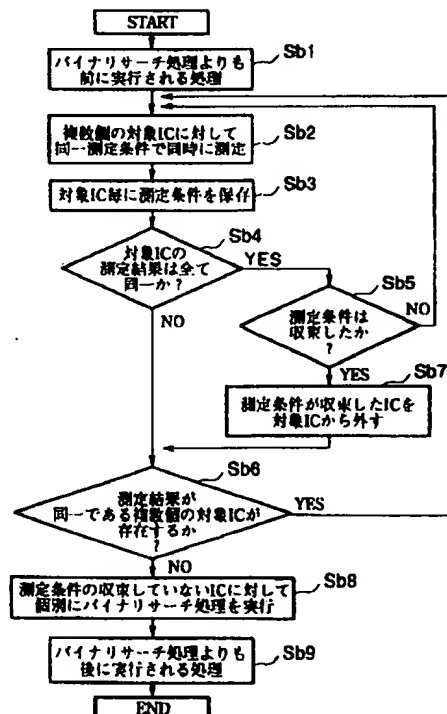 START
Sb1
バイナリサーチ処理よりも
前に実行される処理
Sb2
複数個の対象ICに対して
同一測定条件で同時に測定
Sb3
対象IC毎に測定条件を保存
Sb4
対象ICの
測定結果は全て
同一か?
YES
NO
Sb5
測定条件は
収束したか
?
NO
YES
Sb7
測定条件が収束したICを
対象ICから外す
Sb6
測定結果が
同一である複数個の対象ICが
存在するか
?
YES
NO
Sb8
測定条件の収束していないICに対して
個別にバイナリサーチ処理を実行
Sb9
バイナリサーチ処理よりも
後に実行される処理
END